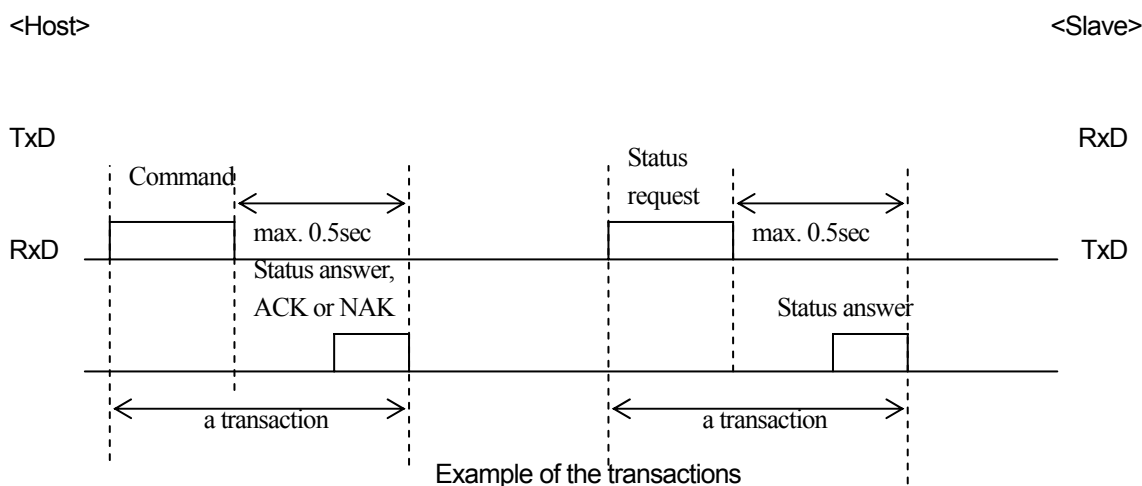 <Host> <Slave>
TxD RxD
Command Status
request
max. 0.5sec max. 0.5sec
RxD TxD
Status answer,
ACK or NAK Status answer
a transaction a transaction
Example of the transactions